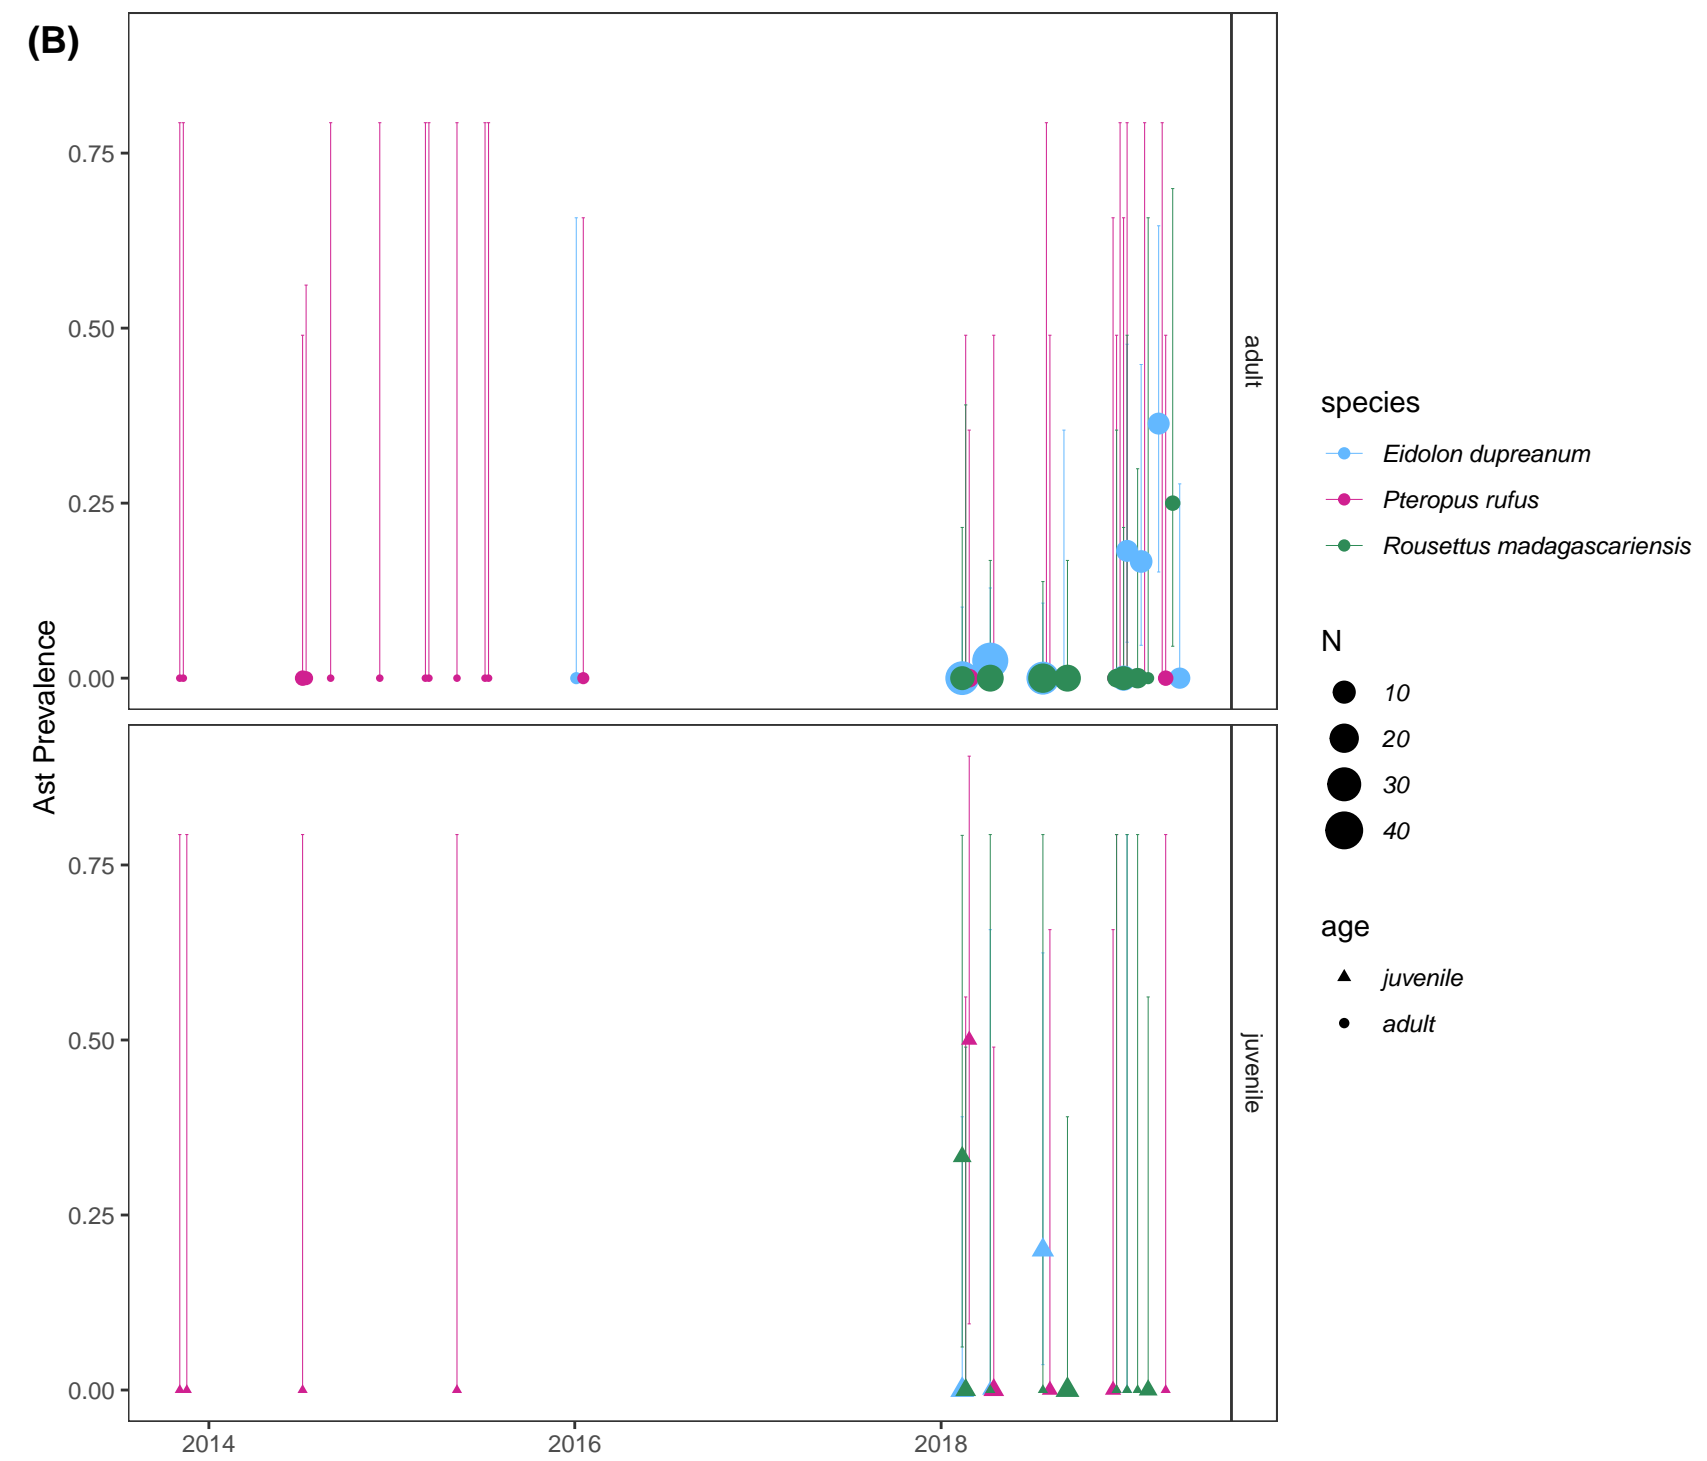 (B)
Ast Prevalence
0.75
0.50
0.25
0.00
adult
0.75
0.50
0.25
0.00
juvenile
2014
2016
2018
species
Eidolon dupreanum
Pteropus rufus
Rousettus madagascariensis
N
10
20
30
40
age
juvenile
adult